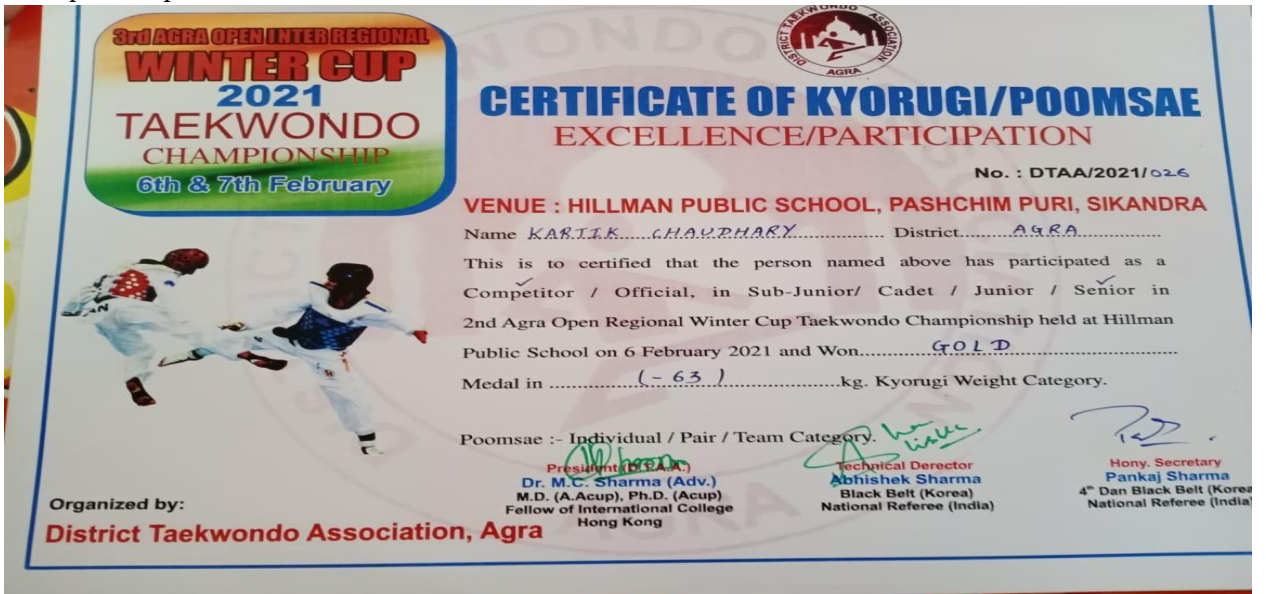 3rd AGRA OPEN INTER REGIONAL
WINTER CUP
2021
TAEKWONDO
CHAMPIONSHIP
6th & 7th February
DISTRICT TAEKWONDO ASSOCIATION
AGRA
CERTIFICATE OF KYORUGI/POOMSAE
EXCELLENCE/PARTICIPATION
No. : DTAA/2021/026
VENUE : HILLMAN PUBLIC SCHOOL, PASHCHIM PURI, SIKANDRA
Name KARTIK CHAUDHARY District AGRA
This is to certified that the person named above has participated as a
Competitor / Official, in Sub-Junior/ Cadet / Junior / Senior in
2nd Agra Open Regional Winter Cup Taekwondo Championship held at Hillman
Public School on 6 February 2021 and Won GOLD
Medal in (-63) kg. Kyorugi Weight Category.
Poomsae :- Individual / Pair / Team Category.
President (D.T.A.A.)
Dr. M.C. Sharma (Adv.)
M.D. (A.Acup), Ph.D. (Acup)
Fellow of International College
Hong Kong
Technical Derector
Abhishek Sharma
Black Belt (Korea)
National Referee (India)
Hony. Secretary
Pankaj Sharma
4th Dan Black Belt (Korea
National Referee (India)
Organized by:
District Taekwondo Association, Agra